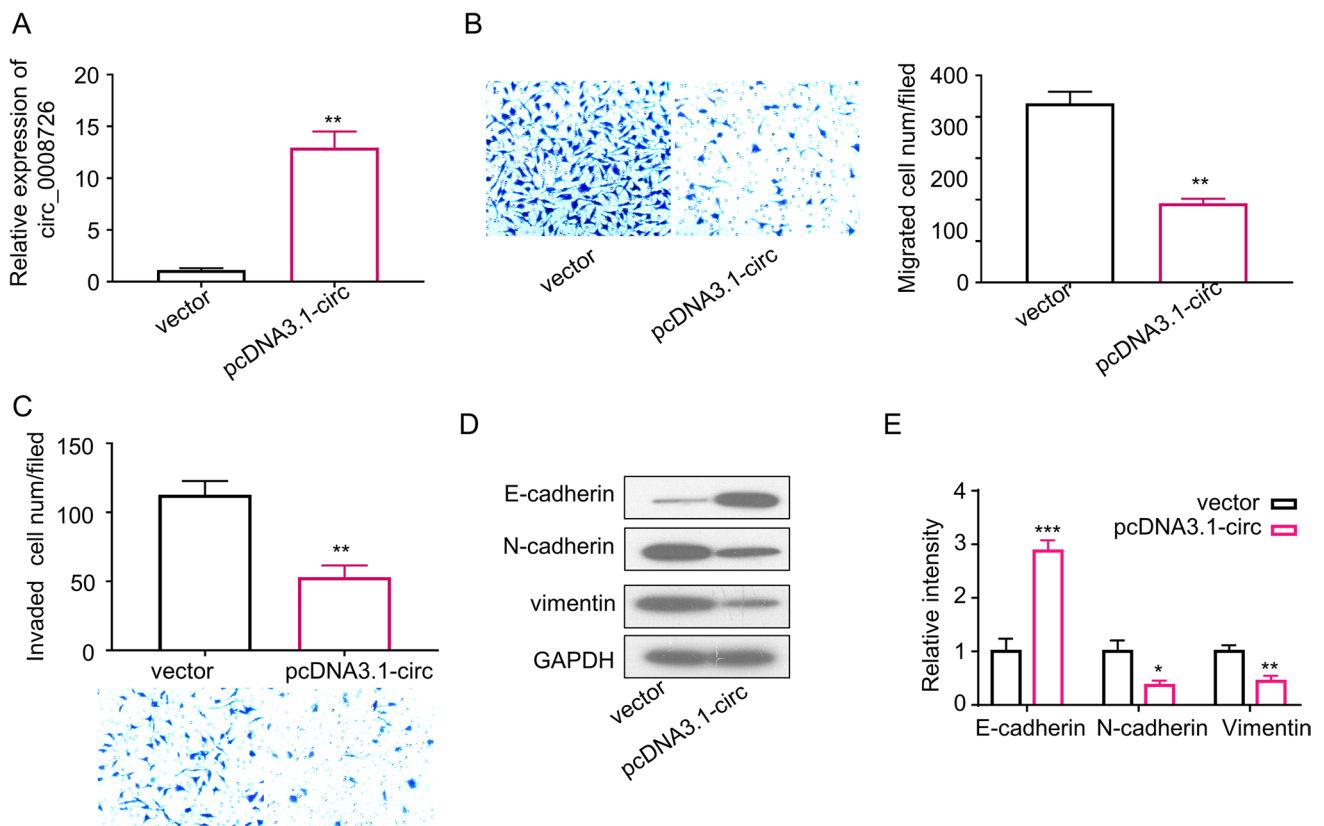 A
Relative expression of
circ_0008726
20
15
10
5
0
**
vector
pcDNA3.1-circ
B
vector
pcDNA3.1-circ
Migrated cell num/filed
400
300
200
100
0
**
vector
pcDNA3.1-circ
C
Invaded cell num/filed
150
100
50
0
**
vector
pcDNA3.1-circ
D
E-cadherin
N-cadherin
vimentin
GAPDH
vector
pcDNA3.1-circ
E
Relative intensity
4
3
2
1
0
vector
pcDNA3.1-circ
***
*
**
E-cadherin
N-cadherin
Vimentin